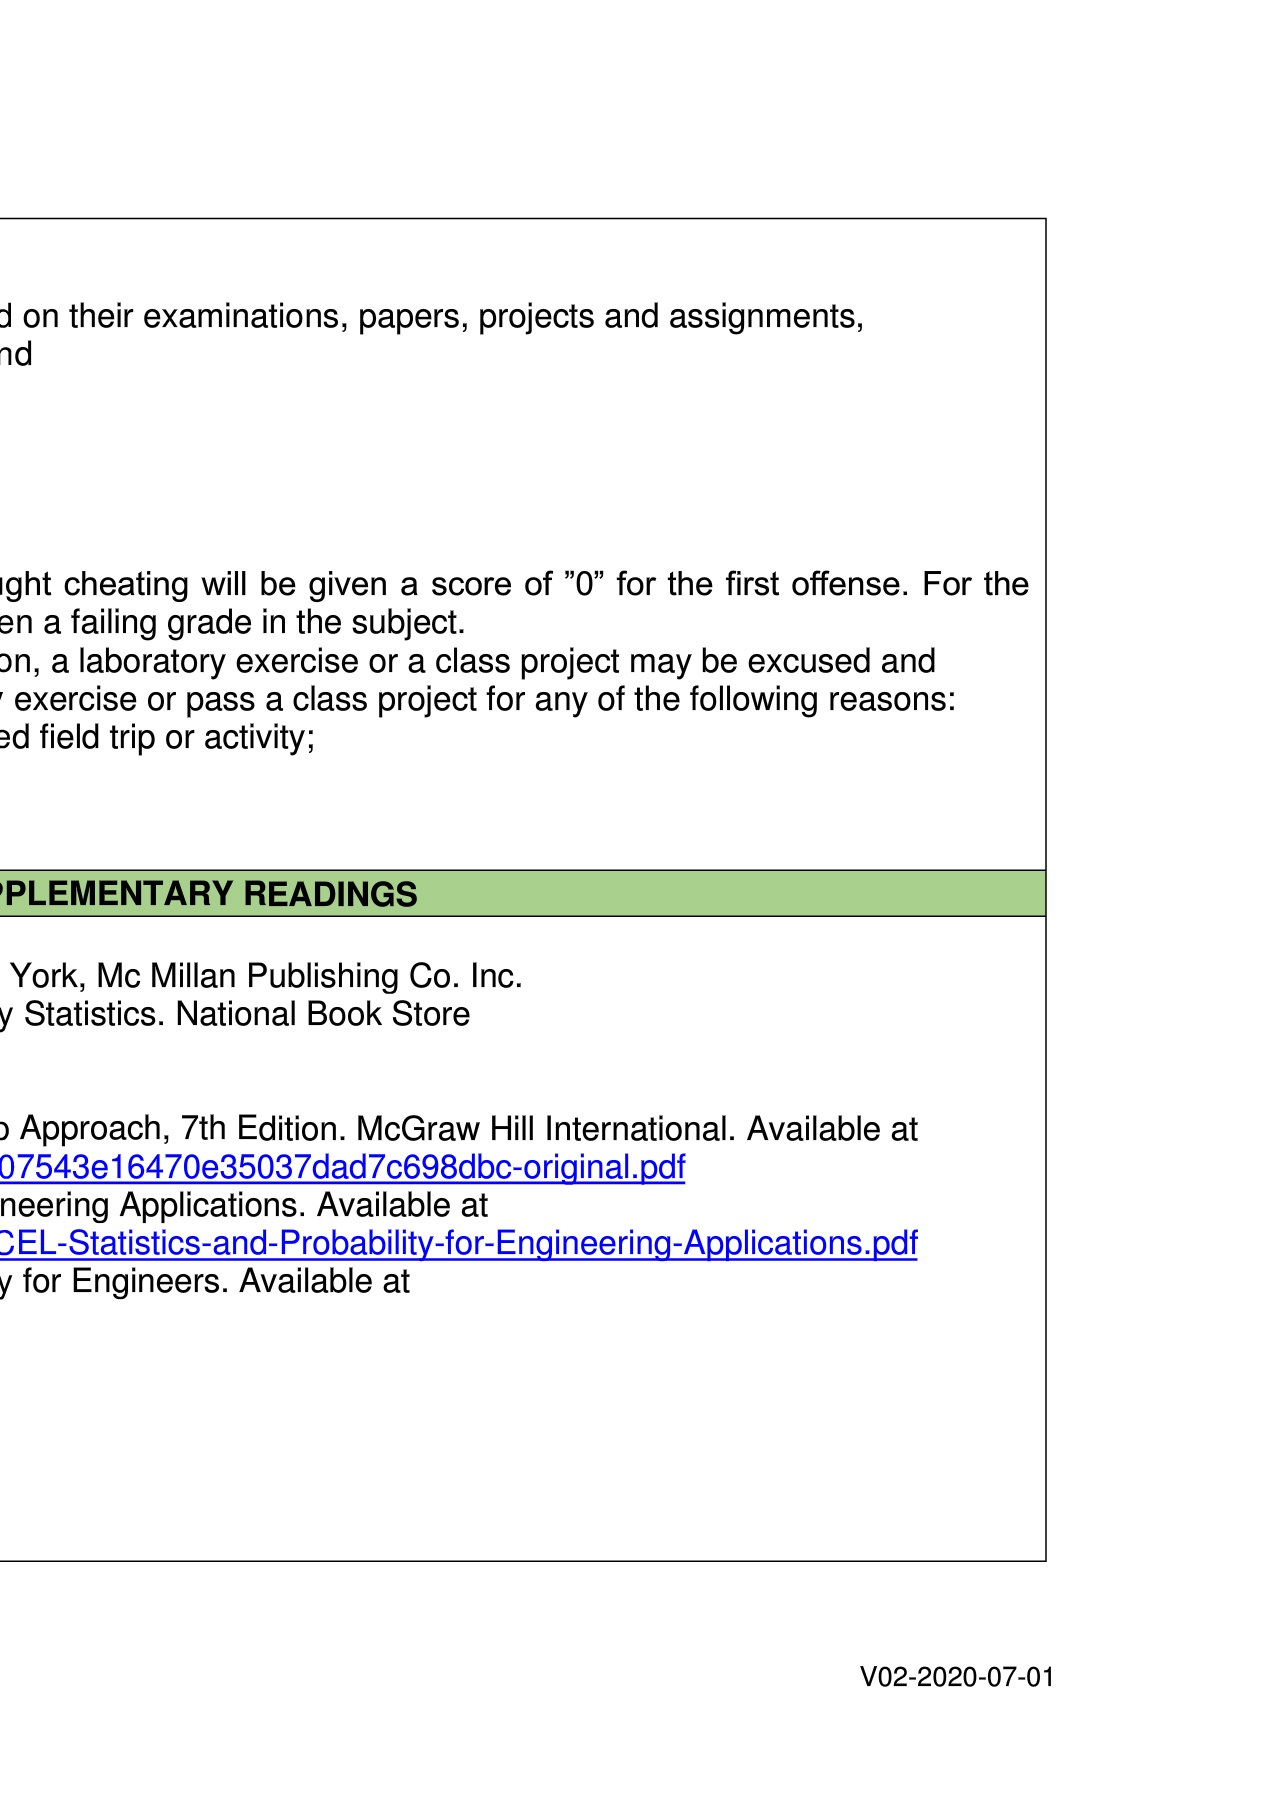 d on their examinations, papers, projects and assignments,
nd
ught cheating will be given a score of ”0” for the first offense. For the
en a failing grade in the subject.
on, a laboratory exercise or a class project may be excused and
y exercise or pass a class project for any of the following reasons:
ed field trip or activity;
PPLEMENTARY READINGS
York, Mc Millan Publishing Co. Inc.
y Statistics. National Book Store
o Approach, 7th Edition. McGraw Hill International. Available at
07543e16470e35037dad7c698dbc-original.pdf
neering Applications. Available at
CEL-Statistics-and-Probability-for-Engineering-Applications.pdf
y for Engineers. Available at
V02-2020-07-01